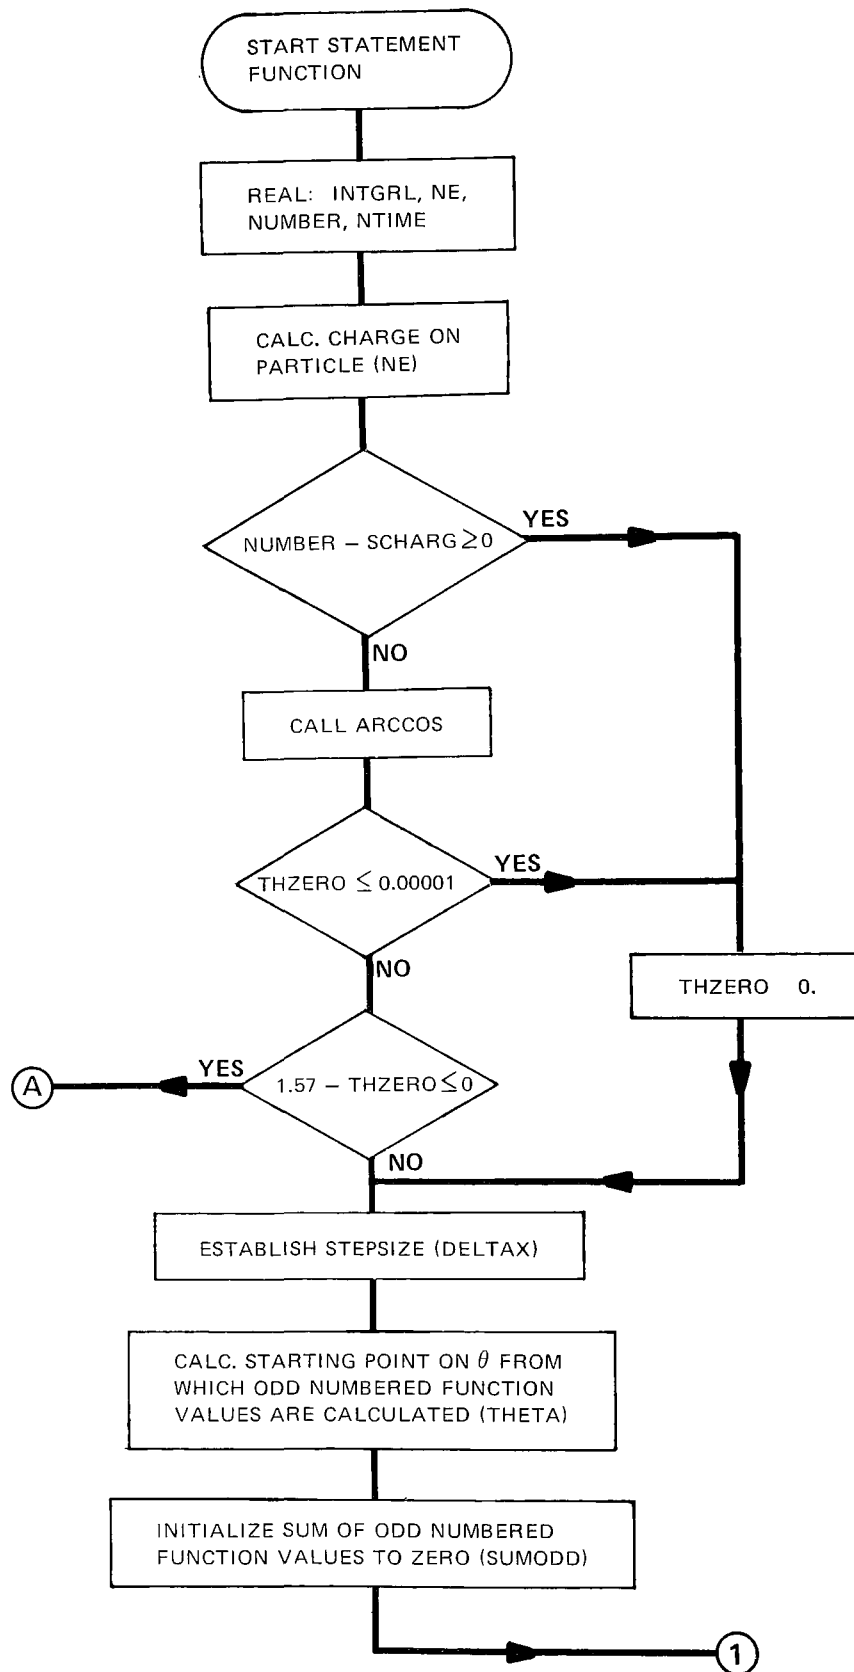 START STATEMENT
FUNCTION
REAL: INTGRL, NE,
NUMBER, NTIME
CALC. CHARGE ON
PARTICLE (NE)
NUMBER – SCHARG ≥ 0
YES
NO
CALL ARCCOS
THZERO ≤ 0.00001
YES
NO
THZERO 0.
1.57 – THZERO ≤ 0
YES
A
NO
ESTABLISH STEPSIZE (DELTAX)
CALC. STARTING POINT ON θ FROM
WHICH ODD NUMBERED FUNCTION
VALUES ARE CALCULATED (THETA)
INITIALIZE SUM OF ODD NUMBERED
FUNCTION VALUES TO ZERO (SUMODD)
1